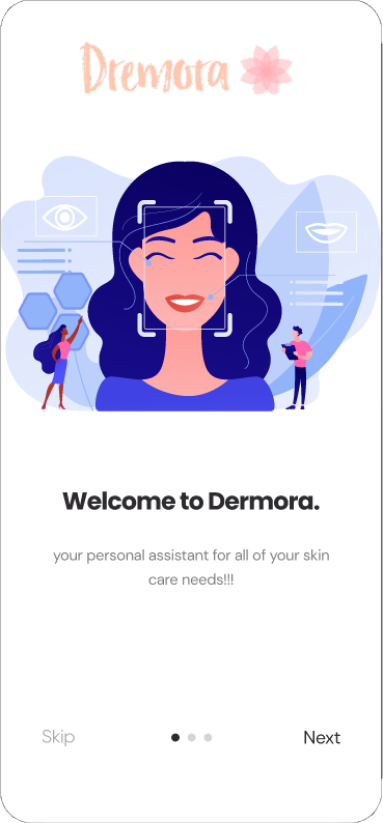 Dremora
Welcome to Dermora.
your personal assistant for all of your skin
care needs!!!
Skip
Next